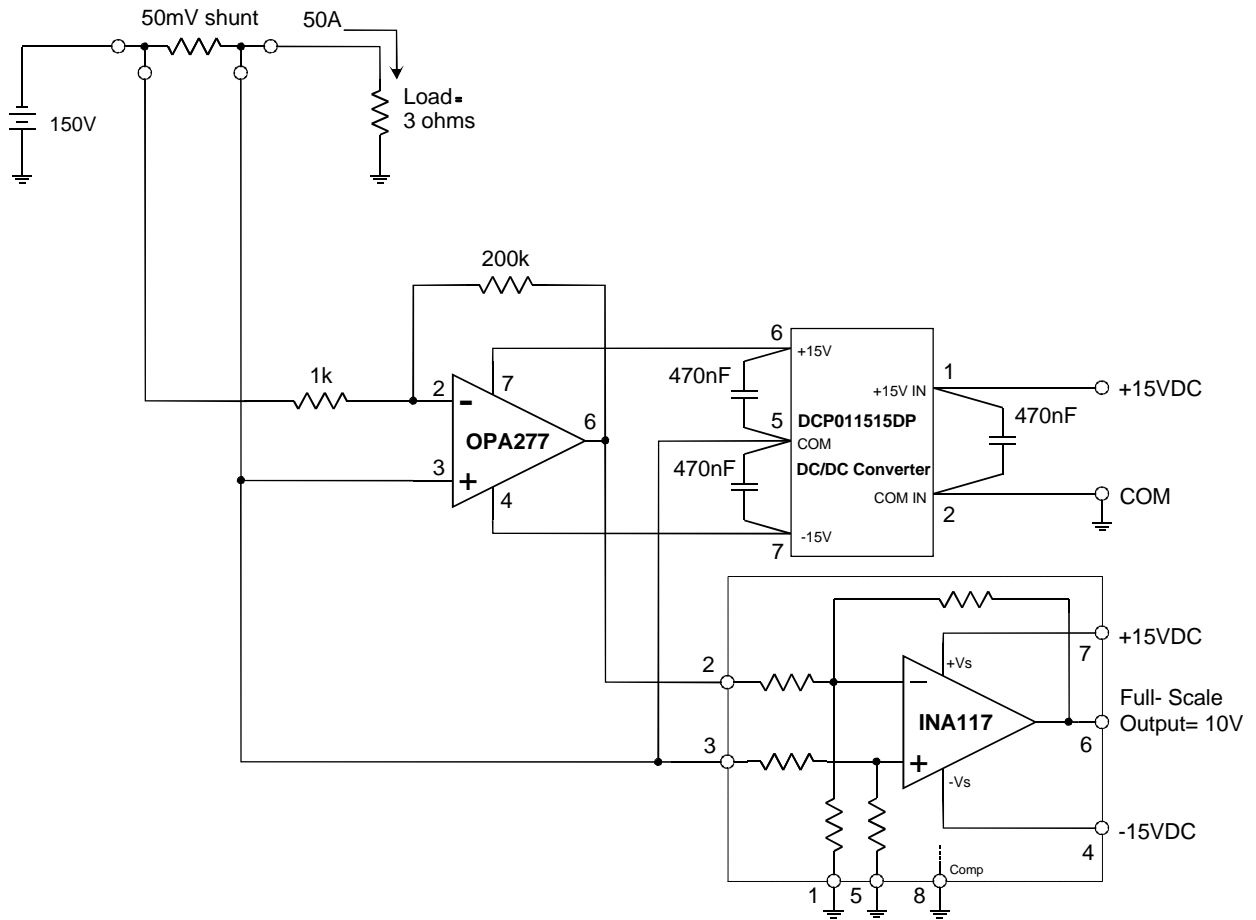 50mV shunt
50A
150V
Load=
3 ohms
200k
1k
2
-
3
+
7
OPA277
6
4
470nF
470nF
6
+15V
5
COM
7
-15V
DCP011515DP
DC/DC Converter
1
+15V IN
COM IN
2
470nF
+15VDC
COM
2
3
+Vs
−
INA117
+
-Vs
+15VDC
7
Full- Scale
Output= 10V
6
-15VDC
4
1
5
8
Comp